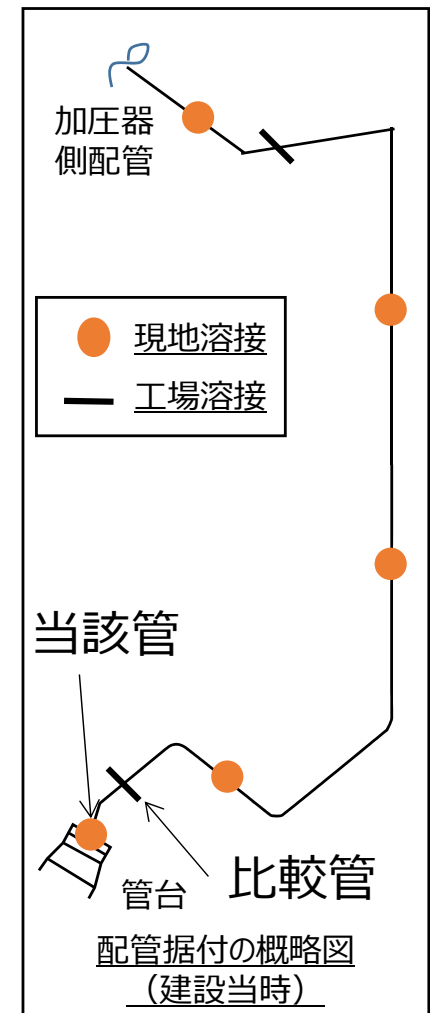 加圧器
側配管
現地溶接
工場溶接
当該管
比較管
管台
配管据付の概略図
（建設当時）